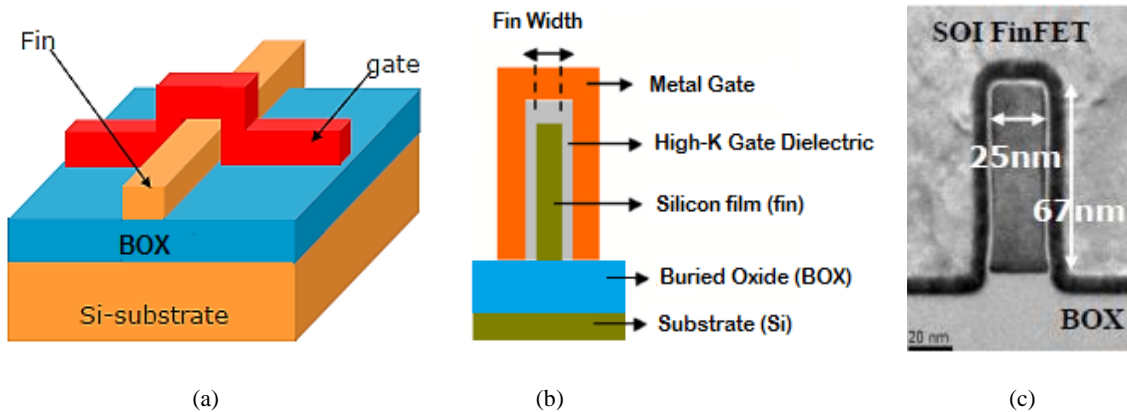 Fin
gate
BOX
Si-substrate
(a)
Fin Width
Metal Gate
High-K Gate Dielectric
Silicon film (fin)
Buried Oxide (BOX)
Substrate (Si)
(b)
SOI FinFET
25nm
67nm
BOX
20 nm
(c)